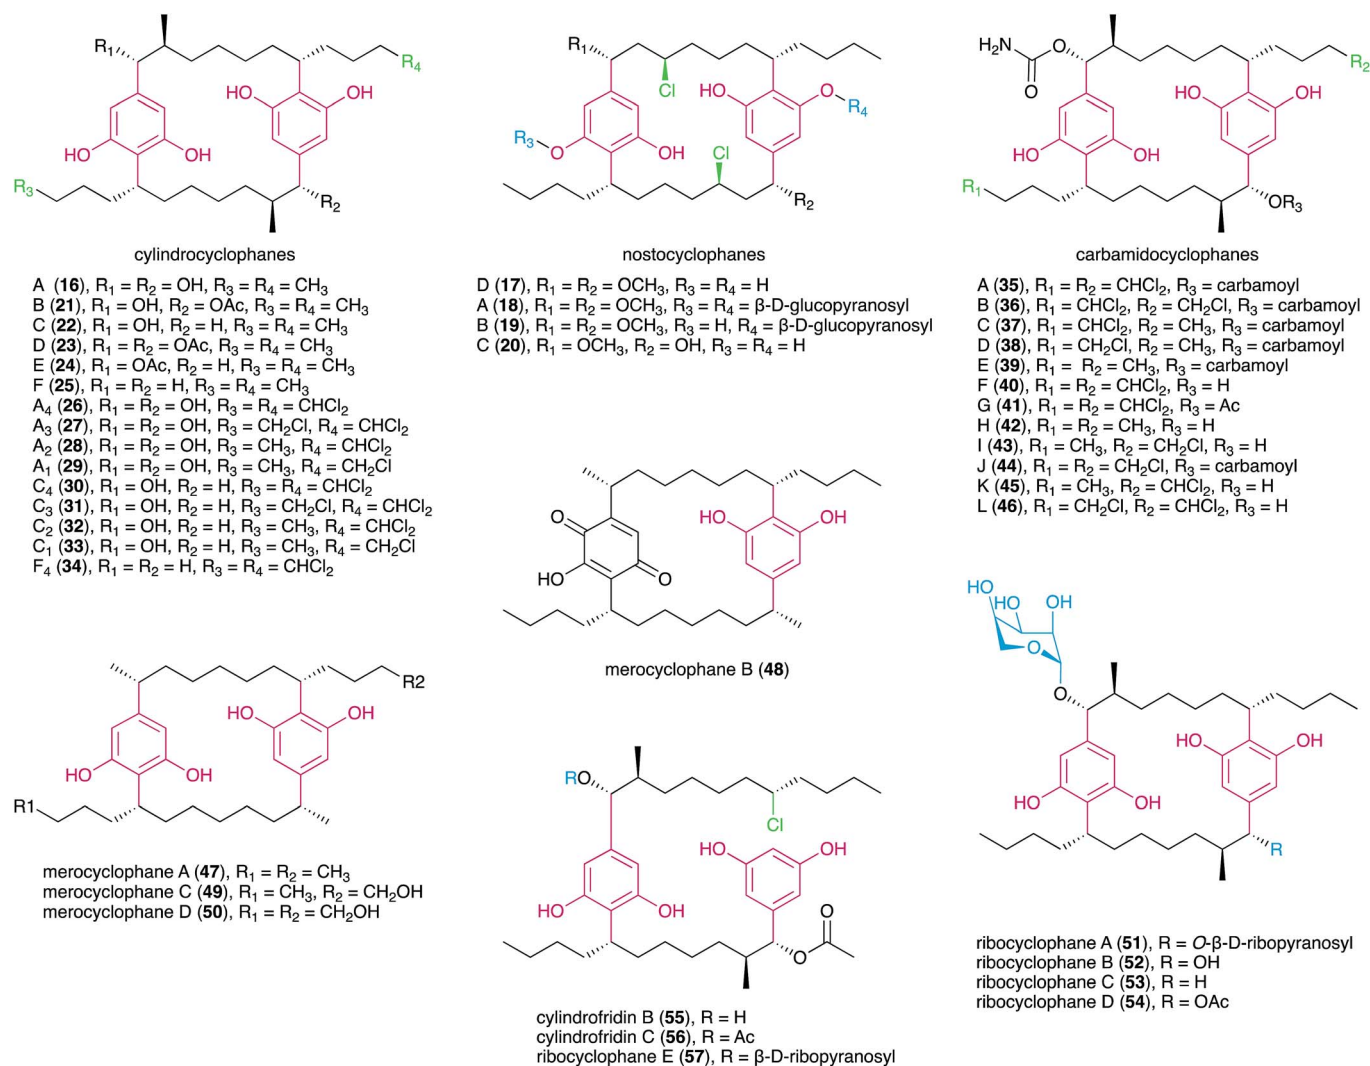 R₁
R₄
HO
OH
HO
OH
R₃
R₂
cylindrocyclophanes
A (16), R₁ = R₂ = OH, R₃ = R₄ = CH₃
B (21), R₁ = OH, R₂ = OAc, R₃ = R₄ = CH₃
C (22), R₁ = OH, R₂ = H, R₃ = R₄ = CH₃
D (23), R₁ = R₂ = OAc, R₃ = R₄ = CH₃
E (24), R₁ = OAc, R₂ = H, R₃ = R₄ = CH₃
F (25), R₁ = R₂ = H, R₃ = R₄ = CH₃
A₄ (26), R₁ = R₂ = OH, R₃ = R₄ = CHCl₂
A₃ (27), R₁ = R₂ = OH, R₃ = CH₂Cl, R₄ = CHCl₂
A₂ (28), R₁ = R₂ = OH, R₃ = CH₃, R₄ = CHCl₂
A₁ (29), R₁ = R₂ = OH, R₃ = CH₃, R₄ = CH₂Cl
C₄ (30), R₁ = OH, R₂ = H, R₃ = R₄ = CHCl₂
C₃ (31), R₁ = OH, R₂ = H, R₃ = CH₂Cl, R₄ = CHCl₂
C₂ (32), R₁ = OH, R₂ = H, R₃ = CH₃, R₄ = CHCl₂
C₁ (33), R₁ = OH, R₂ = H, R₃ = CH₃, R₄ = CH₂Cl
F₄ (34), R₁ = R₂ = H, R₃ = R₄ = CHCl₂
R₁
Cl
HO
O
R₄
R₃
O
OH
Cl
R₂
nostocyclophanes
D (17), R₁ = R₂ = OCH₃, R₃ = R₄ = H
A (18), R₁ = R₂ = OCH₃, R₃ = R₄ = β-D-glucopyranosyl
B (19), R₁ = R₂ = OCH₃, R₃ = H, R₄ = β-D-glucopyranosyl
C (20), R₁ = OCH₃, R₂ = OH, R₃ = R₄ = H
H₂N
O
O
R₂
HO
OH
HO
OH
R₁
OR₃
carbamidocyclophanes
A (35), R₁ = R₂ = CHCl₂, R₃ = carbamoyl
B (36), R₁ = CHCl₂, R₂ = CH₂Cl, R₃ = carbamoyl
C (37), R₁ = CHCl₂, R₂ = CH₃, R₃ = carbamoyl
D (38), R₁ = CH₂Cl, R₂ = CH₃, R₃ = carbamoyl
E (39), R₁ = R₂ = CH₃, R₃ = carbamoyl
F (40), R₁ = R₂ = CHCl₂, R₃ = H
G (41), R₁ = R₂ = CHCl₂, R₃ = Ac
H (42), R₁ = R₂ = CH₃, R₃ = H
I (43), R₁ = CH₃, R₂ = CH₂Cl, R₃ = H
J (44), R₁ = R₂ = CH₂Cl, R₃ = carbamoyl
K (45), R₁ = CH₃, R₂ = CHCl₂, R₃ = H
L (46), R₁ = CH₂Cl, R₂ = CHCl₂, R₃ = H
R2
HO
OH
HO
OH
R1
merocyclophane A (47), R₁ = R₂ = CH₃
merocyclophane C (49), R₁ = CH₃, R₂ = CH₂OH
merocyclophane D (50), R₁ = R₂ = CH₂OH
O
HO
OH
HO
O
merocyclophane B (48)
RO
Cl
HO
OH
HO
OH
O
O
cylindrofridin B (55), R = H
cylindrofridin C (56), R = Ac
ribocyclophane E (57), R = β-D-ribopyranosyl
HO
HO
OH
O
O
HO
OH
HO
OH
R
ribocyclophane A (51), R = O-β-D-ribopyranosyl
ribocyclophane B (52), R = OH
ribocyclophane C (53), R = H
ribocyclophane D (54), R = OAc